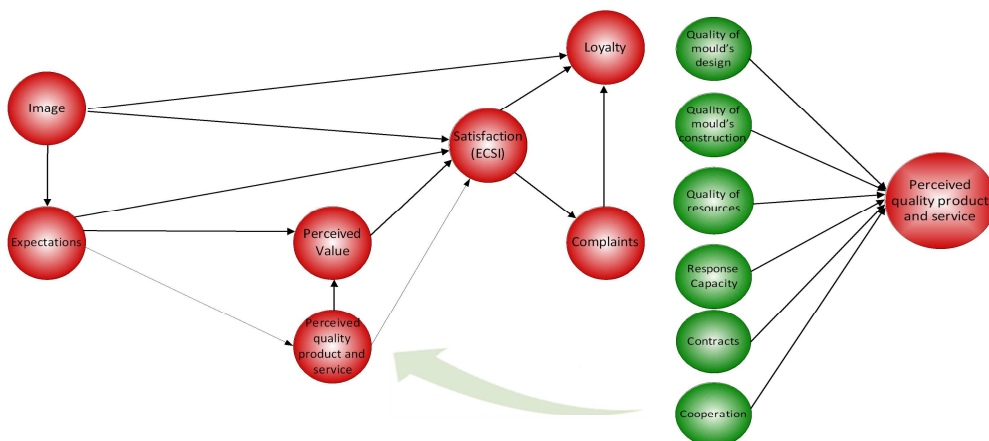 Loyalty
Image
Satisfaction
(ECSI)
Expectations
Perceived
Value
Complaints
Perceived
quality
product and
service
Quality of
mould's
design
Quality of
mould's
construction
Quality of
resources
Response
Capacity
Contracts
Cooperation
Perceived
quality product
and service